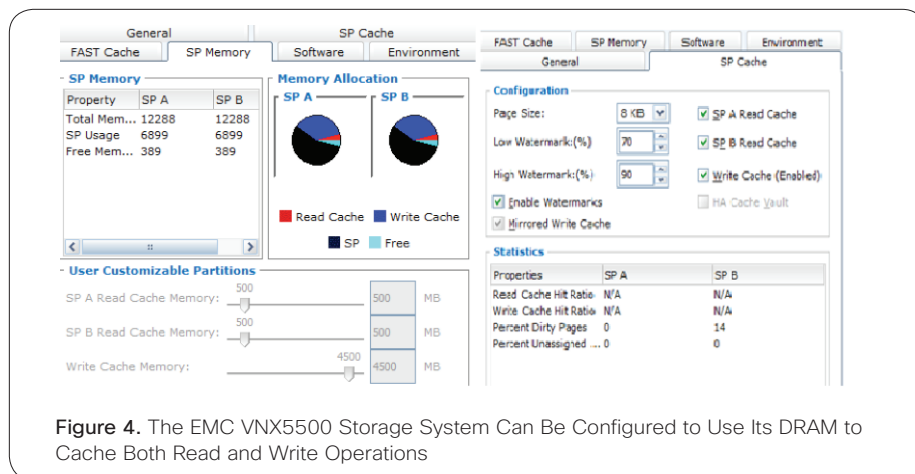 General SP Cache
FAST Cache SP Memory Software Environment
SP Memory
Property SP A SP B
Total Mem... 12288 12288
SP Usage 6899 6899
Free Mem... 389 389
Memory Allocation
SP A SP B
Read Cache Write Cache
SP Free
User Customizable Partitions
SP A Read Cache Memory: 500 500 MB
SP B Read Cache Memory: 500 500 MB
Write Cache Memory: 4500 4500 MB
FAST Cache SP Memory Software Environment
General SP Cache
Configuration
Page Size: 8 KB SP A Read Cache
Low Watermark:(%) 70 SP B Read Cache
High Watermark:(%) 90 Write Cache (Enabled)
Enable Watermarks HA Cache Vault
Mirrored Write Cache
Statistics
Properties SP A SP B
Read Cache Hit Ratio N/A N/A
Write Cache Hit Ratio N/A N/A
Percent Dirty Pages 0 14
Percent Unassigned ... 0 0
Figure 4. The EMC VNX5500 Storage System Can Be Configured to Use Its DRAM to
Cache Both Read and Write Operations